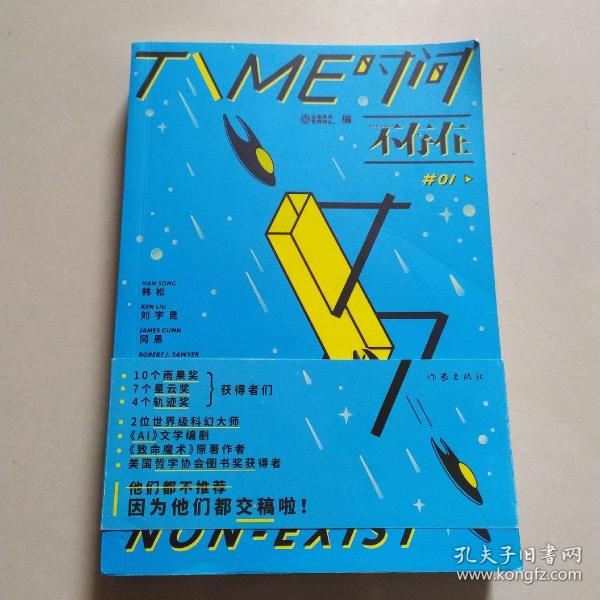 TIME时间
编
不存在
#01
HAN SONG
韩松
KEN LIU
刘宇昆
JAMES GUNN
冈恩
ROBERT J. SAWYER
10个雨果奖
7个星云奖
4个轨迹奖
获得者们
2位世界级科幻大师
《AI》文学编剧
《致命魔术》原著作者
美国哲学协会图书奖获得者
他们都不推荐
因为他们都交稿啦!
作家出版社
NON-EXIST
孔夫子旧书网
www.kongfz.com